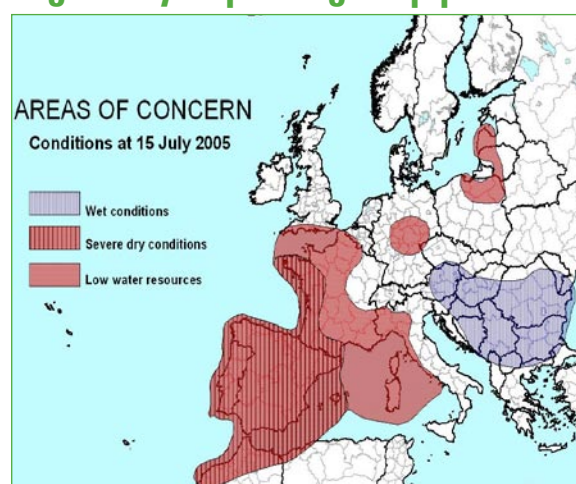 AREAS OF CONCERN
Conditions at 15 July 2005
Wet conditions
Severe dry conditions
Low water resources